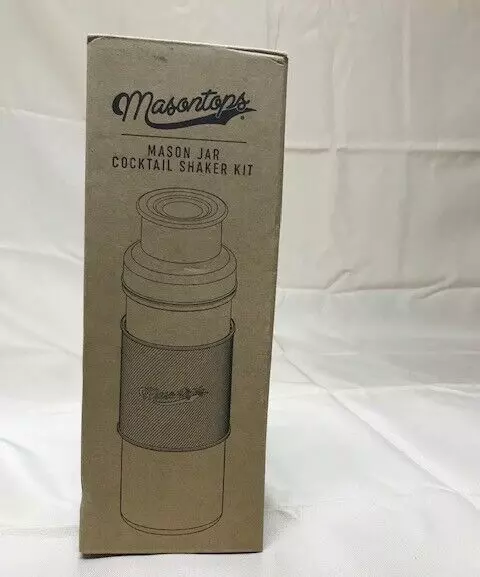 Masontops®
MASON JAR
COCKTAIL SHAKER KIT
Masontops